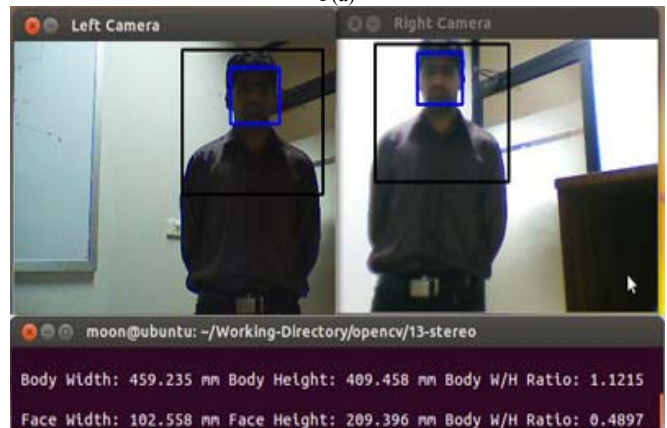 Left Camera
Right Camera
moon@ubuntu: ~/Working-Directory/opencv/13-stereo
Body Width: 459.235 mm Body Height: 409.458 mm Body W/H Ratio: 1.1215
Face Width: 102.558 mm Face Height: 209.396 mm Face W/H Ratio: 0.4897